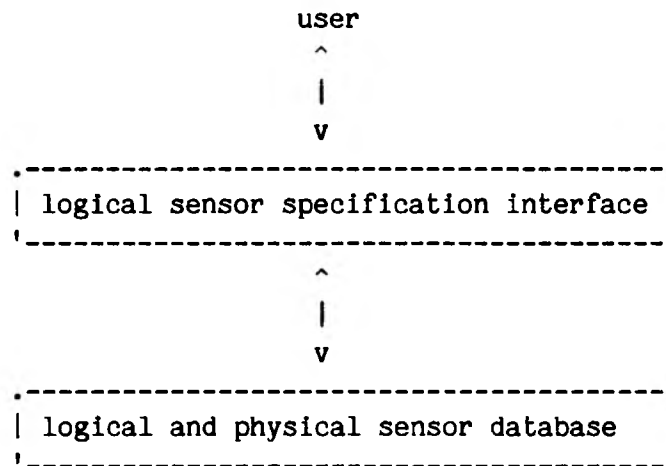 user
logical sensor specification interface
logical and physical sensor database